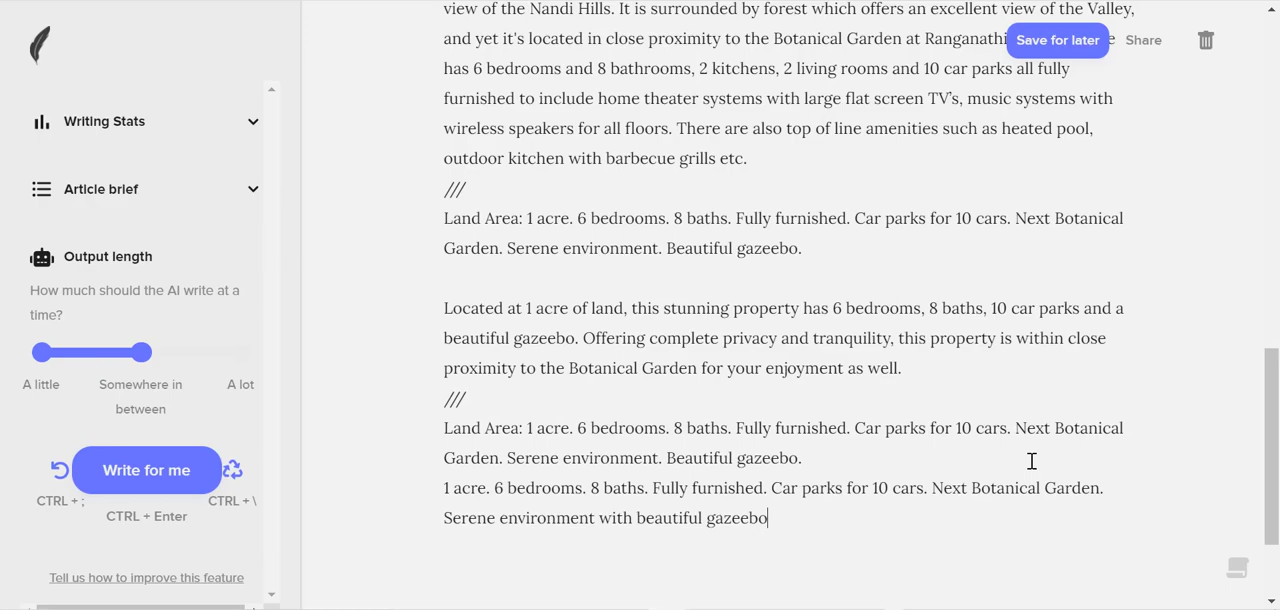 view of the Nandi Hills. It is surrounded by forest which offers an excellent view of the Valley,
and yet it's located in close proximity to the Botanical Garden at
Save for later
Share
has 6 bedrooms and 8 bathrooms, 2 kitchens, 2 living rooms and 10 car parks all fully
furnished to include home theater systems with large flat screen TV's, music systems with
wireless speakers for all floors. There are also top of line amenities such as heated pool,
outdoor kitchen with barbecue grills etc.
///
Land Area: 1 acre. 6 bedrooms. 8 baths. Fully furnished. Car parks for 10 cars. Next Botanical
Garden. Serene environment. Beautiful gazeebo.
Located at 1 acre of land, this stunning property has 6 bedrooms, 8 baths, 10 car parks and a
beautiful gazeebo. Offering complete privacy and tranquility, this property is within close
proximity to the Botanical Garden for your enjoyment as well.
///
Land Area: 1 acre. 6 bedrooms. 8 baths. Fully furnished. Car parks for 10 cars. Next Botanical
Garden. Serene environment. Beautiful gazeebo.
1 acre. 6 bedrooms. 8 baths. Fully furnished. Car parks for 10 cars. Next Botanical Garden.
Serene environment with beautiful gazeebo
Writing Stats
Article brief
Output length
How much should the AI write at a
time?
A little
Somewhere in
between
A lot
Write for me
CTRL + ;
CTRL + \
CTRL + Enter
Tell us how to improve this feature